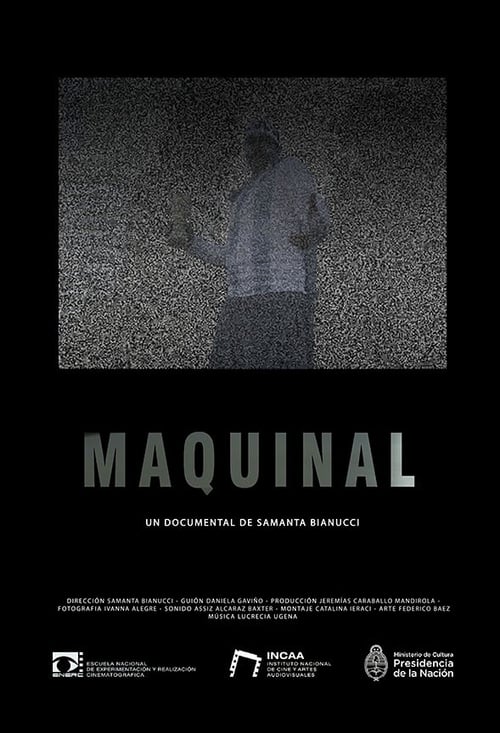 MAQUINAL
UN DOCUMENTAL DE SAMANTA BIANUCCI
DIRECCIÓN SAMANTA BIANUCCI - GUIÓN DANIELA GAVIÑO - PRODUCCIÓN JEREMÍAS CARABALLO MANDIROLA -
FOTOGRAFIA IVANNA ALEGRE - SONIDO ASSIZ ALCARAZ BAXTER - MONTAJE CATALINA IERACI - ARTE FEDERICO BAEZ
MÚSICA LUCRECIA UGENA
ENERC
ESCUELA NACIONAL
DE EXPERIMENTACIÓN Y REALIZACIÓN
CINEMATOGRAFICA
INCAA
INSTITUTO NACIONAL
DE CINE Y ARTES
AUDIOVISUALES
Ministerio de Cultura
Presidencia
de la Nación